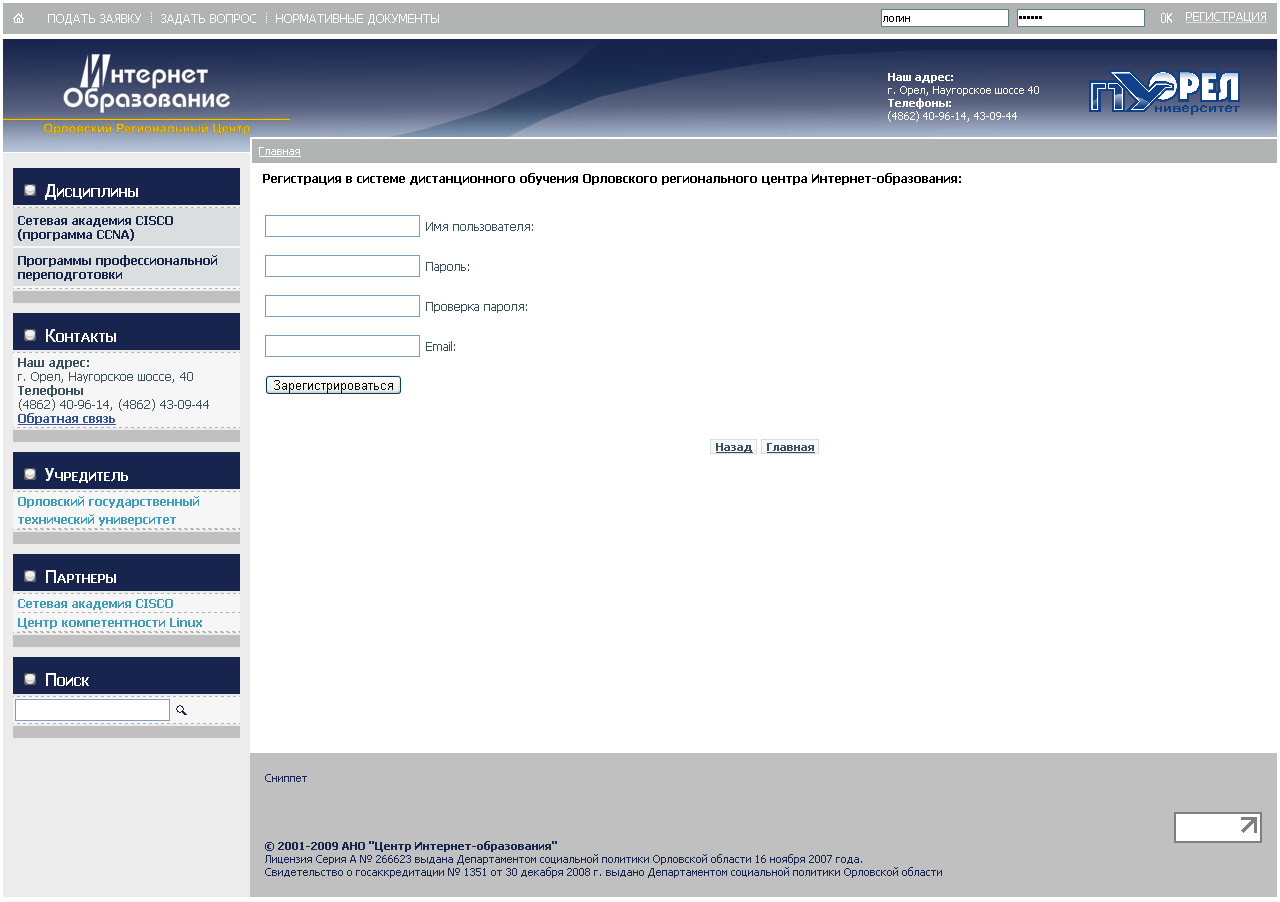 ПОДАТЬ ЗАЯВКУ ЗАДАТЬ ВОПРОС НОРМАТИВНЫЕ ДОКУМЕНТЫ
логин •••••• OK РЕГИСТРАЦИЯ
Интернет
Образование
Орловский Региональный Центр
Наш адрес:
г. Орел, Наугорское шоссе 40
Телефоны:
(4862) 40-96-14, 43-09-44
ГТУ ОРЕЛ
университет
Главная
Дисциплины
Сетевая академия CISCO
(программа CCNA)
Программы профессиональной
переподготовки
Контакты
Наш адрес:
г. Орел, Наугорское шоссе, 40
Телефоны
(4862) 40-96-14, (4862) 43-09-44
Обратная связь
Учредитель
Орловский государственный
технический университет
Партнеры
Сетевая академия CISCO
Центр компетентности Linux
Поиск
Регистрация в системе дистанционного обучения Орловского регионального центра Интернет-образования:
Имя пользователя:
Пароль:
Проверка пароля:
Email:
Зарегистрироваться
Назад Главная
Сниппет
© 2001-2009 АНО "Центр Интернет-образования"
Лицензия Серия А № 266623 выдана Департаментом социальной политики Орловской области 16 ноября 2007 года.
Свидетельство о госаккредитации № 1351 от 30 декабря 2008 г. выдано Департаментом социальной политики Орловской области